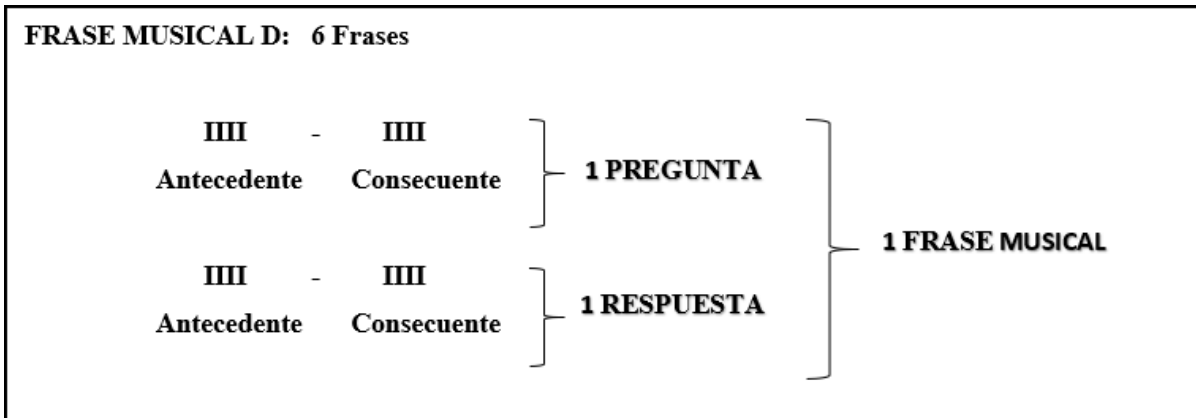 FRASE MUSICAL D: 6 Frases
IIII - IIII
Antecedente Consecuente
1 PREGUNTA
1 FRASE MUSICAL
IIII - IIII
Antecedente Consecuente
1 RESPUESTA